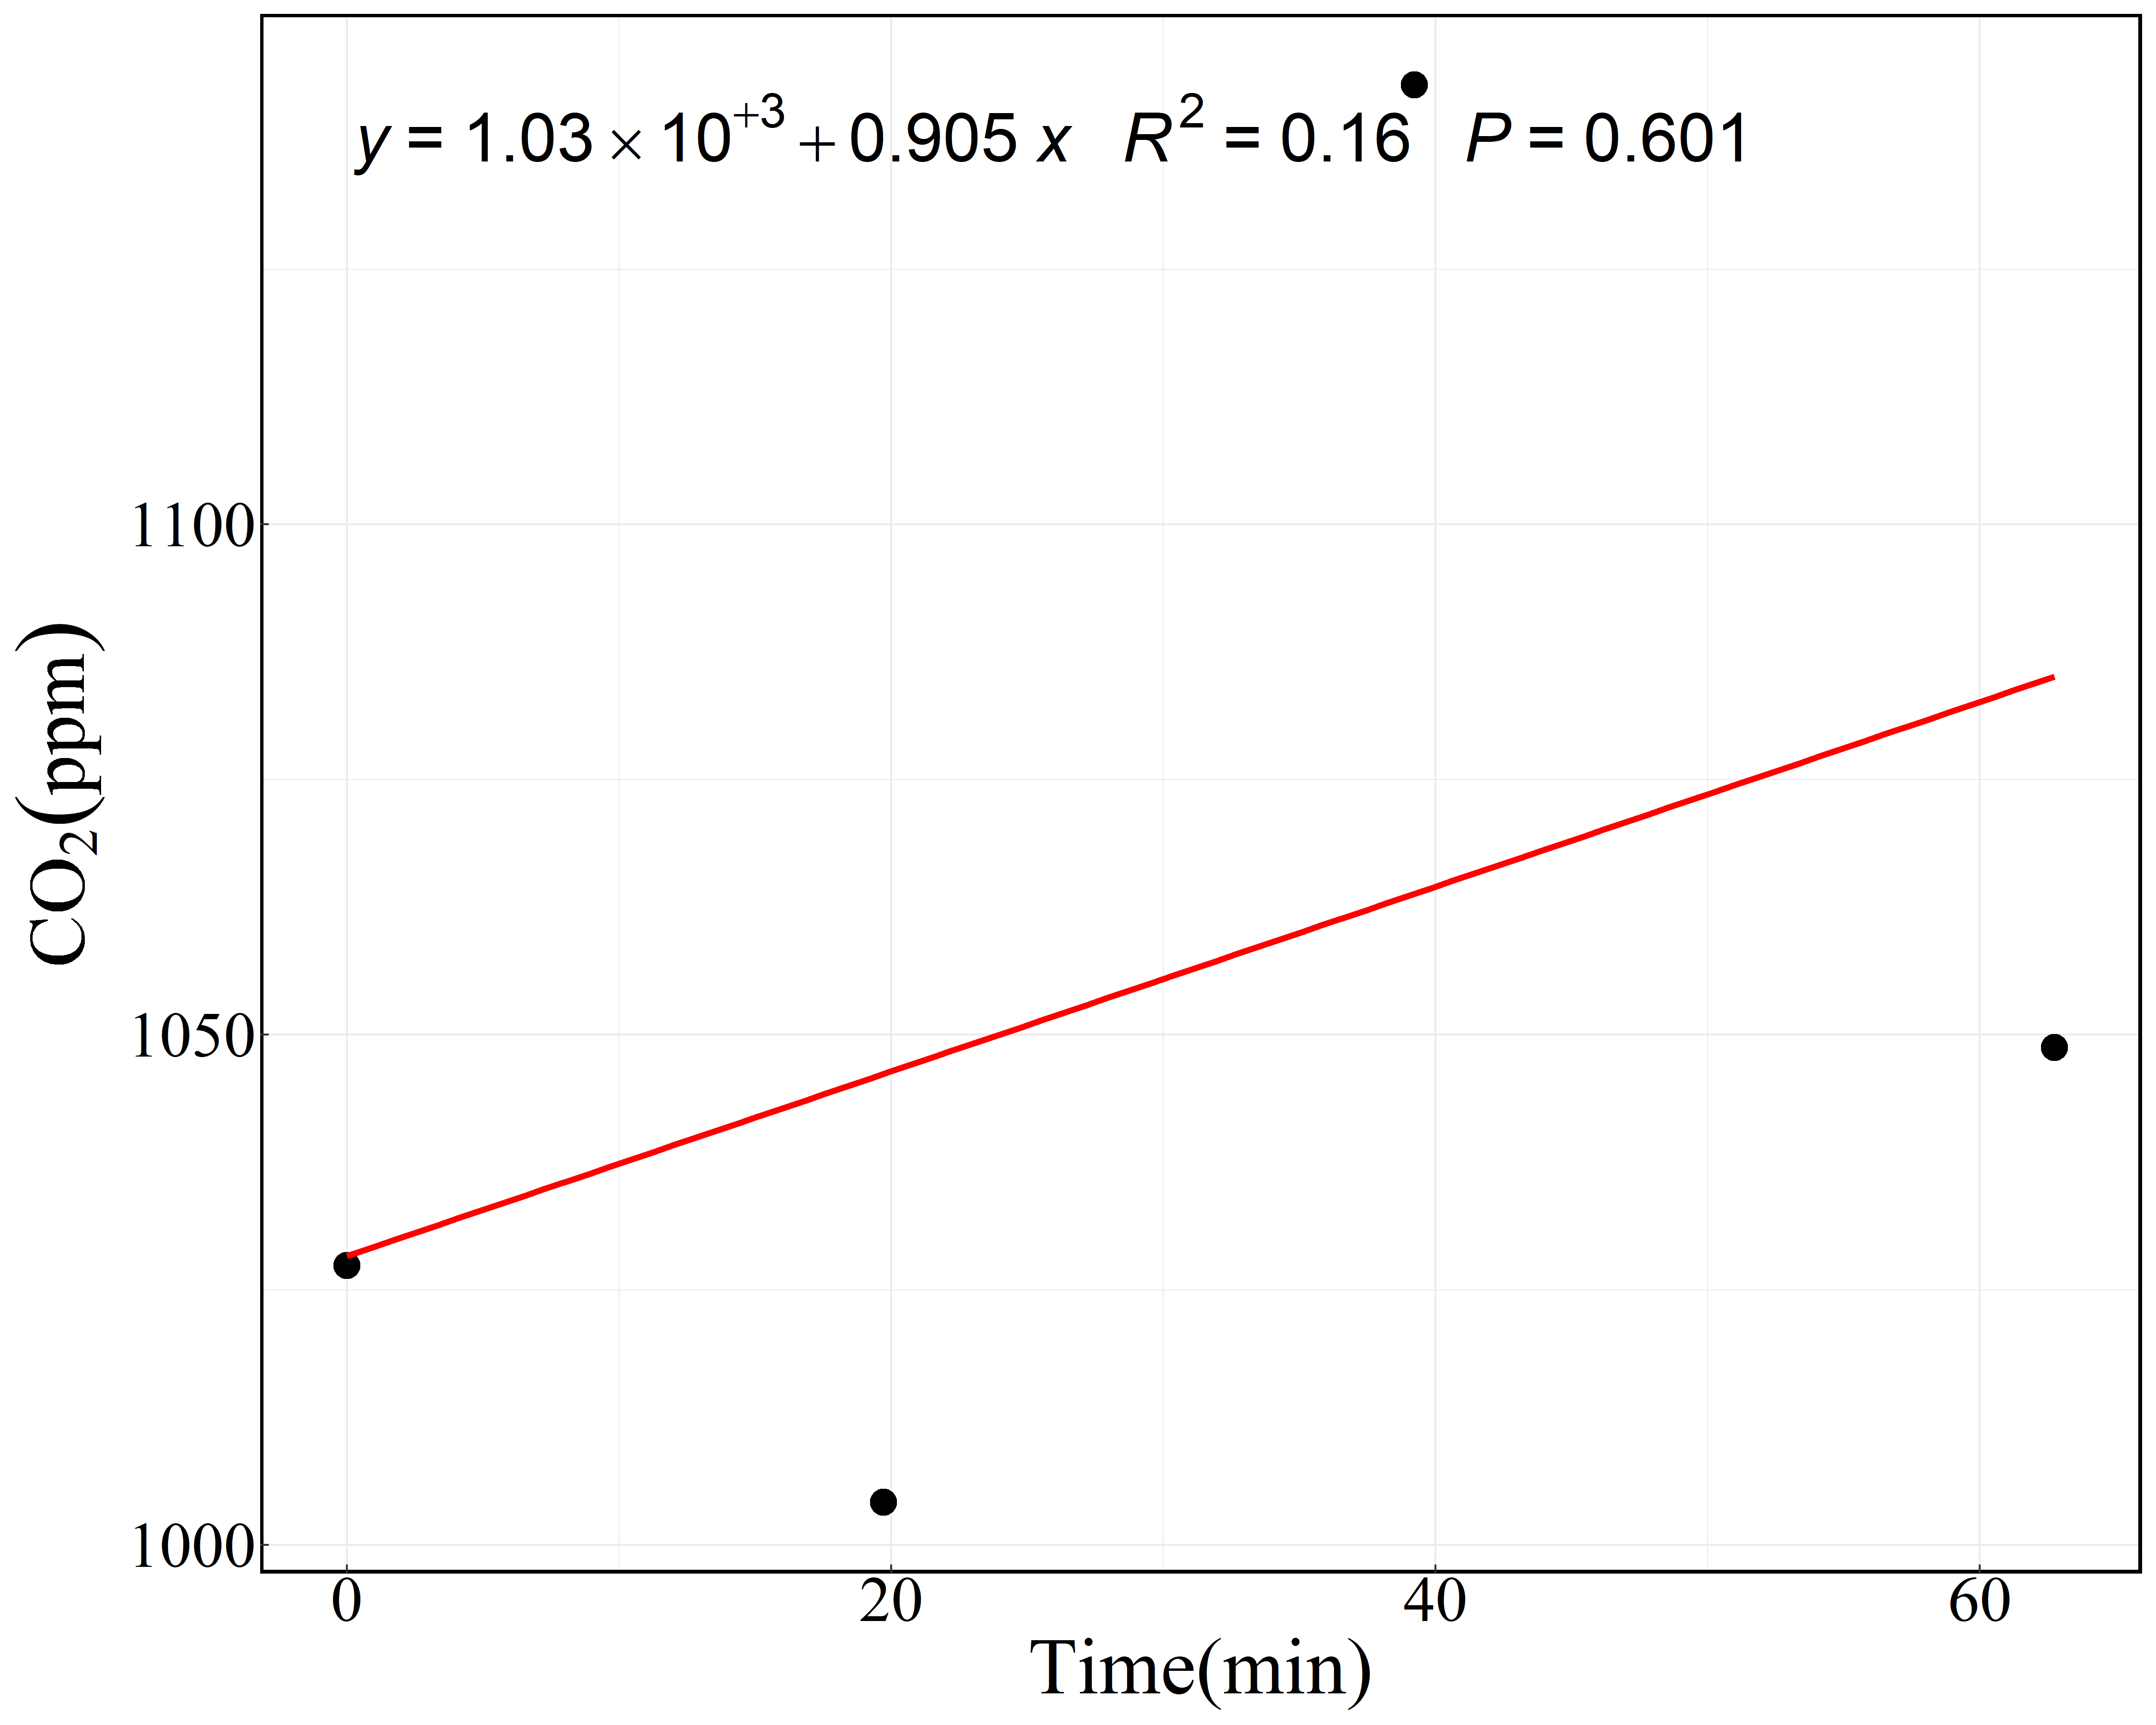 y = 1.03 × 10⁺³ + 0.905 x R² = 0.16 P = 0.601
1100
1050
1000
CO₂(ppm)
0 20 40 60
Time(min)